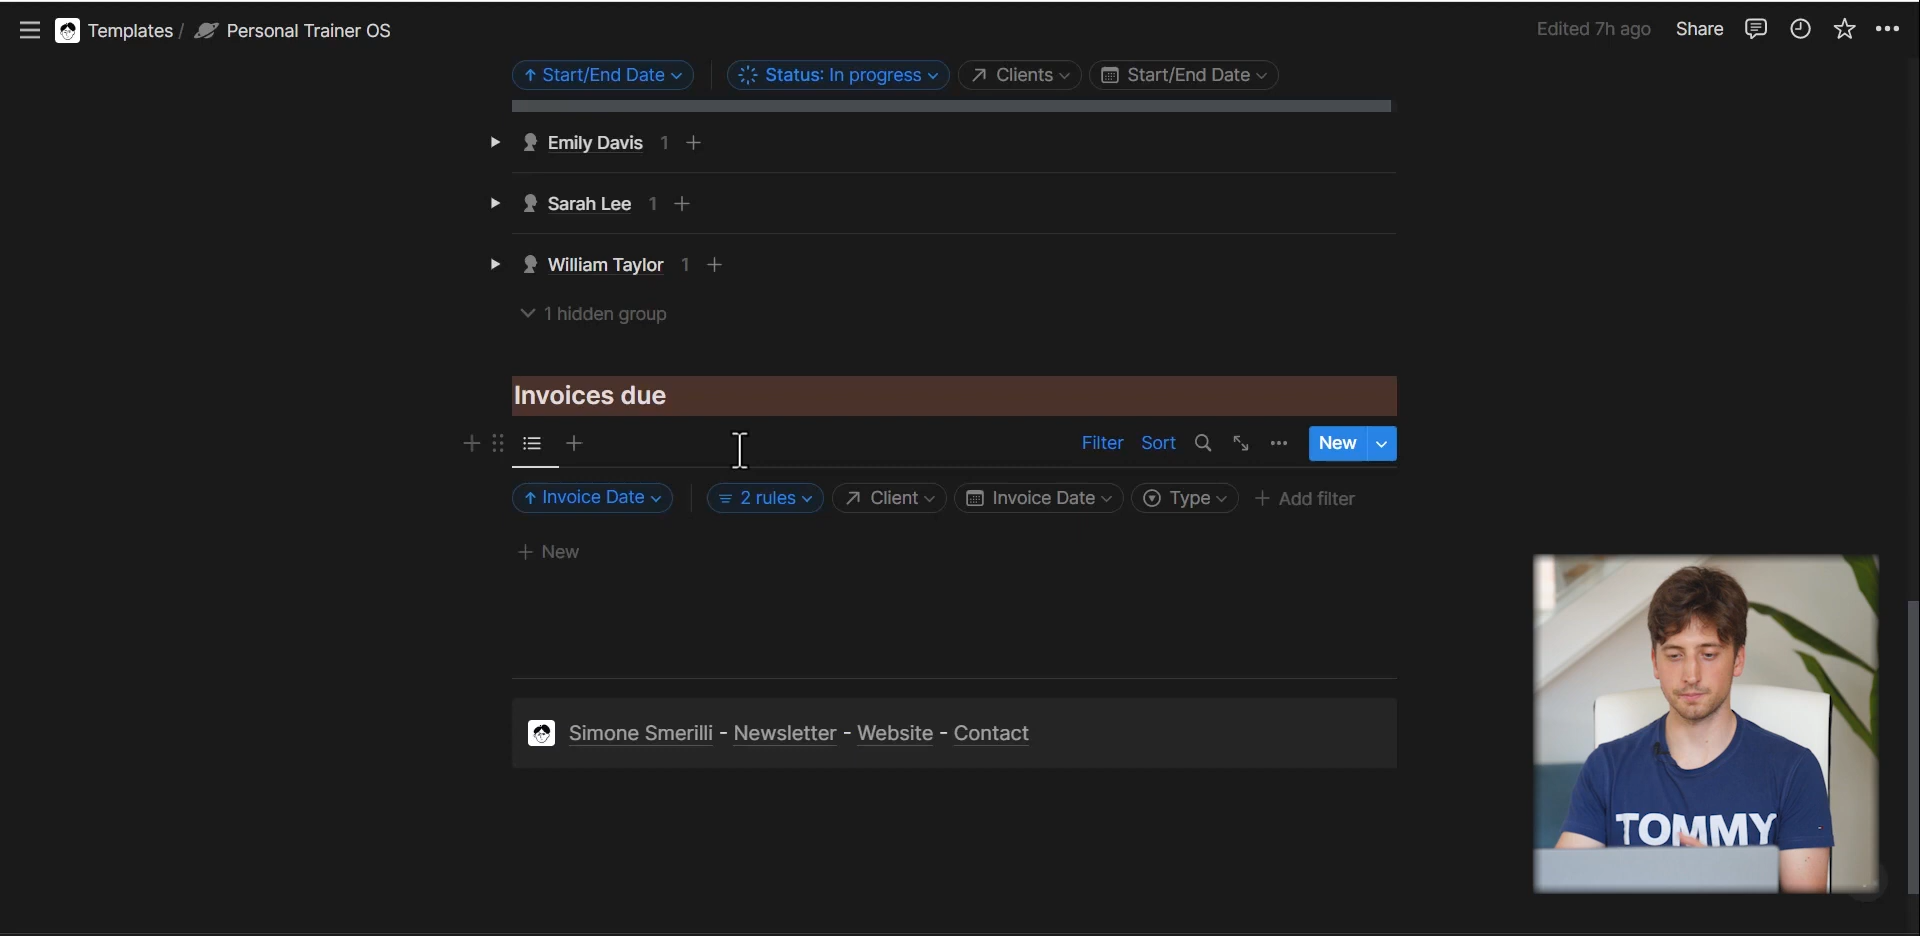 Templates / Personal Trainer OS
Edited 7h ago Share
Start/End Date Status: In progress Clients Start/End Date
Emily Davis 1
Sarah Lee 1
William Taylor 1
1 hidden group
Invoices due
Filter Sort New
Invoice Date 2 rules Client Invoice Date Type Add filter
New
Simone Smerilli - Newsletter - Website - Contact
TOMMY